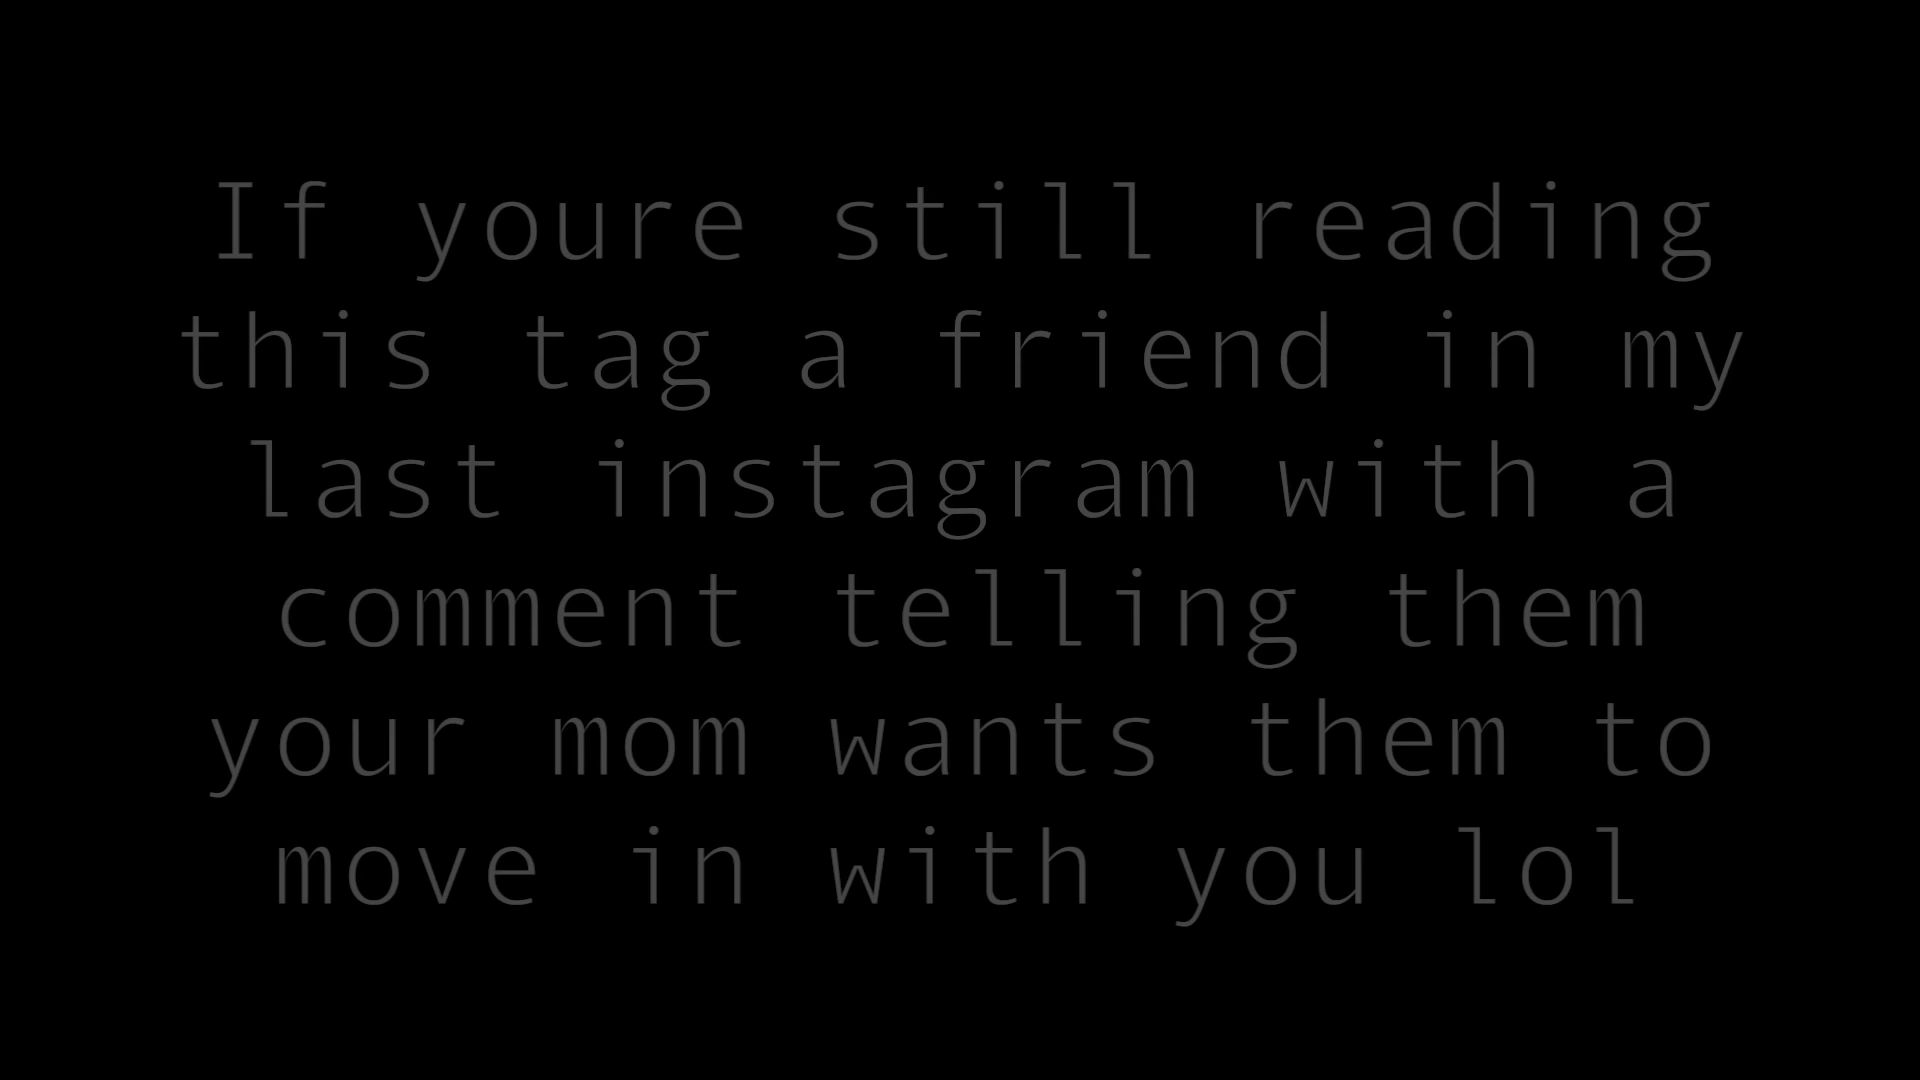 If youre still reading
this tag a friend in my
last instagram with a
comment telling them
your mom wants them to
move in with you lol